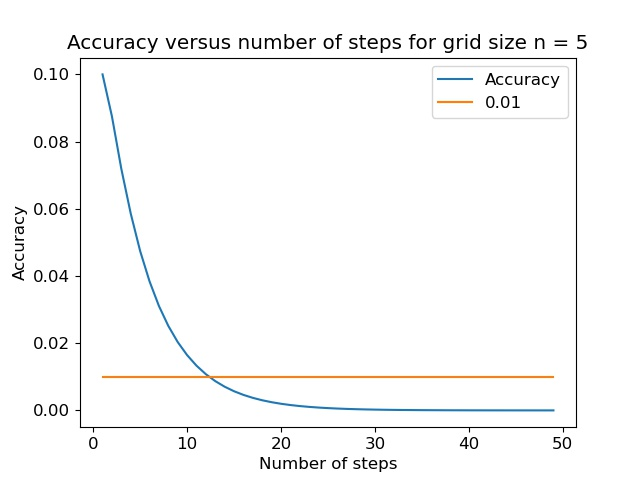 Accuracy versus number of steps for grid size n = 5
Accuracy
0.01
0.10
0.08
0.06
0.04
0.02
0.00
Accuracy
0 10 20 30 40 50
Number of steps